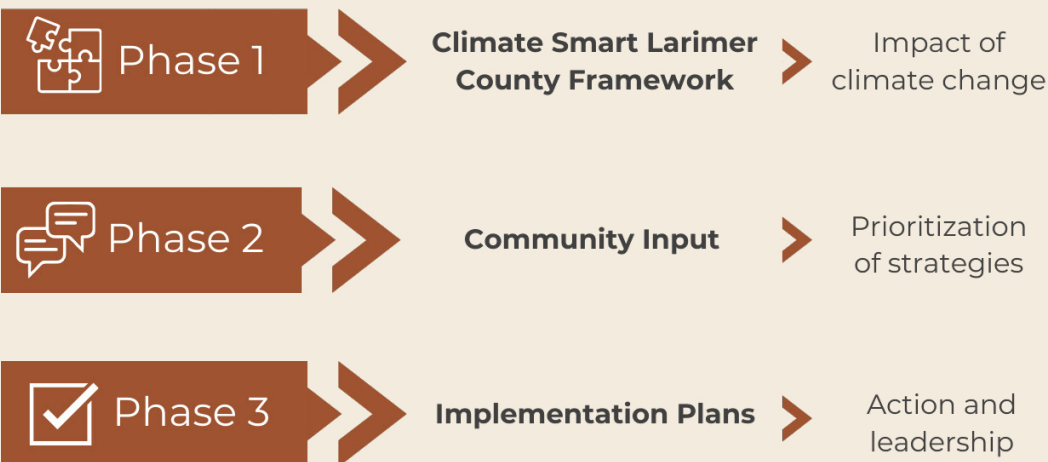 Phase 1
Climate Smart Larimer
County Framework
Impact of
climate change
Phase 2
Community Input
Prioritization
of strategies
Phase 3
Implementation Plans
Action and
leadership